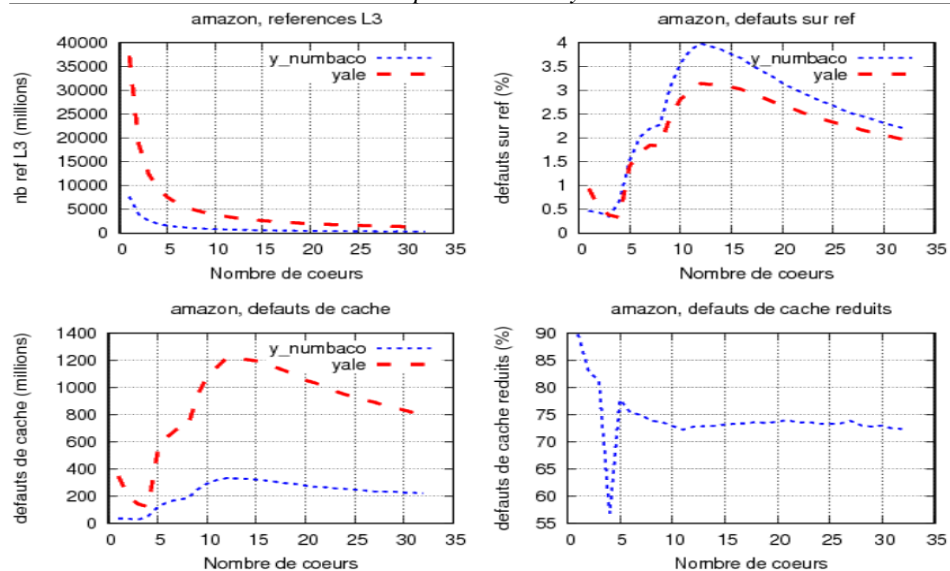 amazon, references L3
nb ref L3 (millions)
40000
35000
30000
25000
20000
15000
10000
5000
0
y_numbaco
yale
0 5 10 15 20 25 30 35
Nombre de coeurs
amazon, defauts sur ref
defauts sur ref (%)
4
3.5
3
2.5
2
1.5
1
0.5
0
y_numbaco
yale
0 5 10 15 20 25 30 35
Nombre de coeurs
amazon, defauts de cache
defauts de cache (millions)
1400
1200
1000
800
600
400
200
0
y_numbaco
yale
0 5 10 15 20 25 30 35
Nombre de coeurs
amazon, defauts de cache reduits
defauts de cache reduits (%)
90
85
80
75
70
65
60
55
0 5 10 15 20 25 30 35
Nombre de coeurs